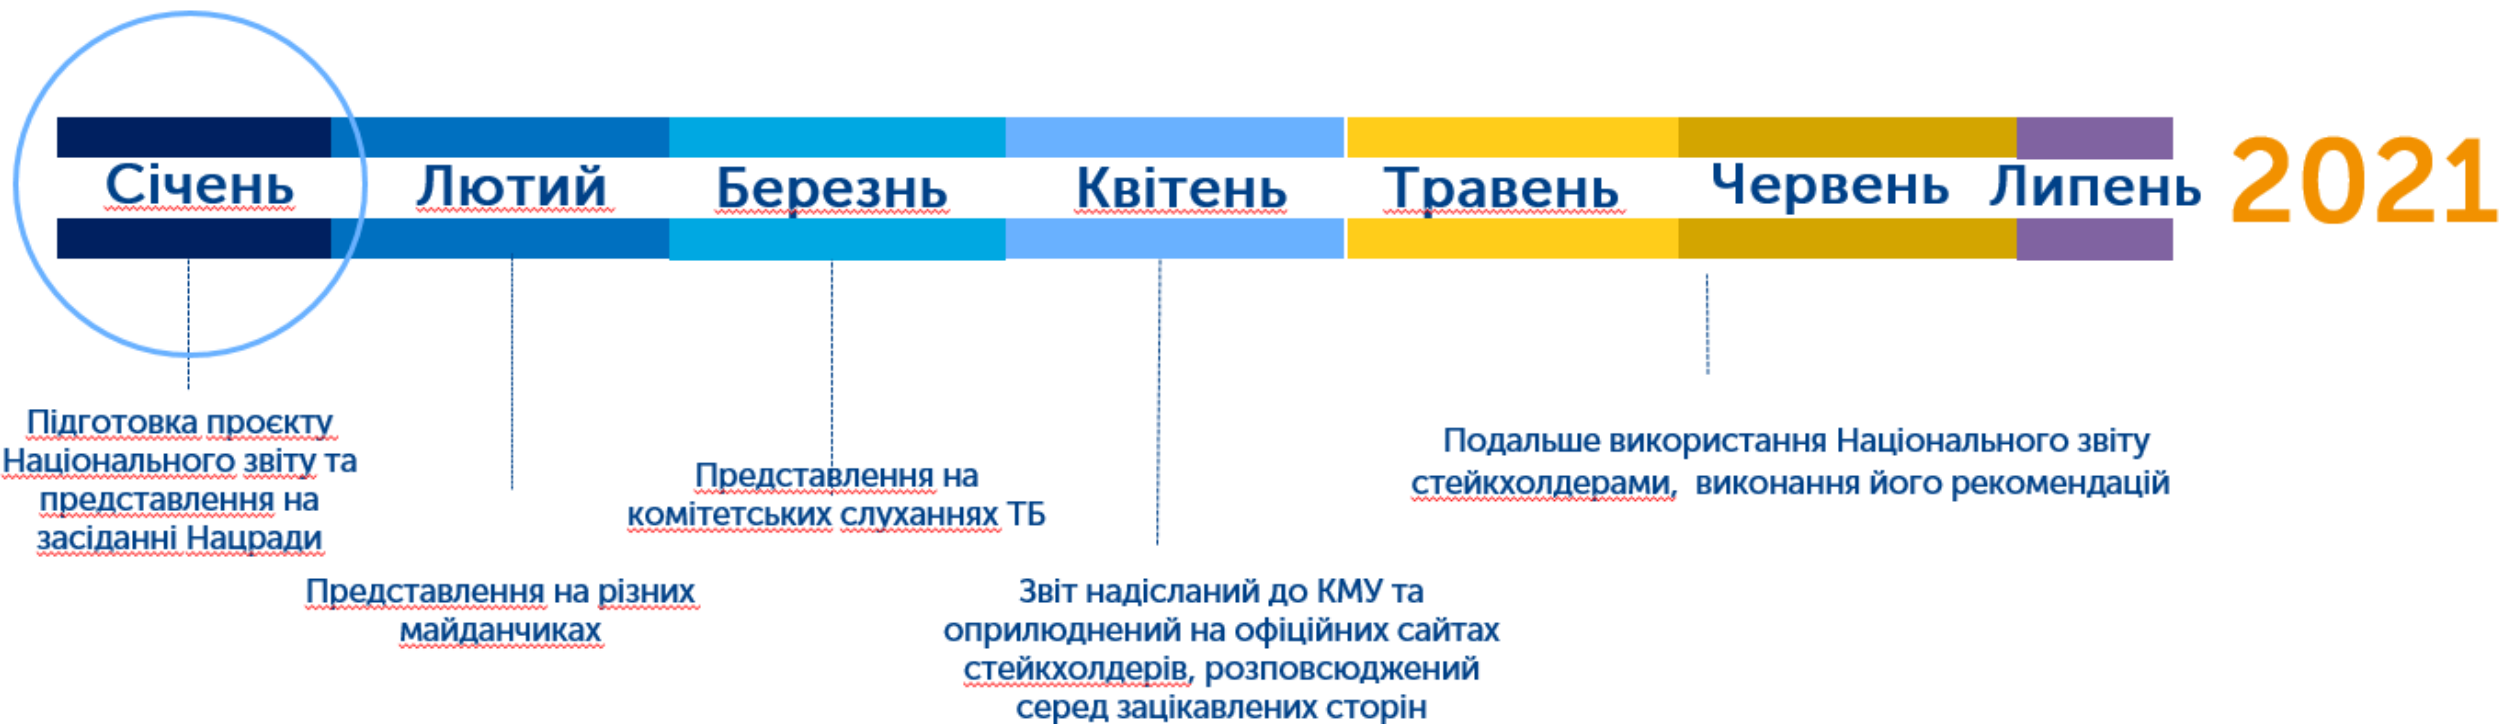 Січень
Лютий
Березнь
Квітень
Травень
Червень
Липень
2021
Підготовка проєкту
Національного звіту та
представлення на
засіданні Нацради
Представлення на різних
майданчиках
Представлення на
комітетських слуханнях ТБ
Звіт надісланий до КМУ та
оприлюднений на офіційних сайтах
стейкхолдерів, розповсюджений
серед зацікавлених сторін
Подальше використання Національного звіту
стейкхолдерами, виконання його рекомендацій